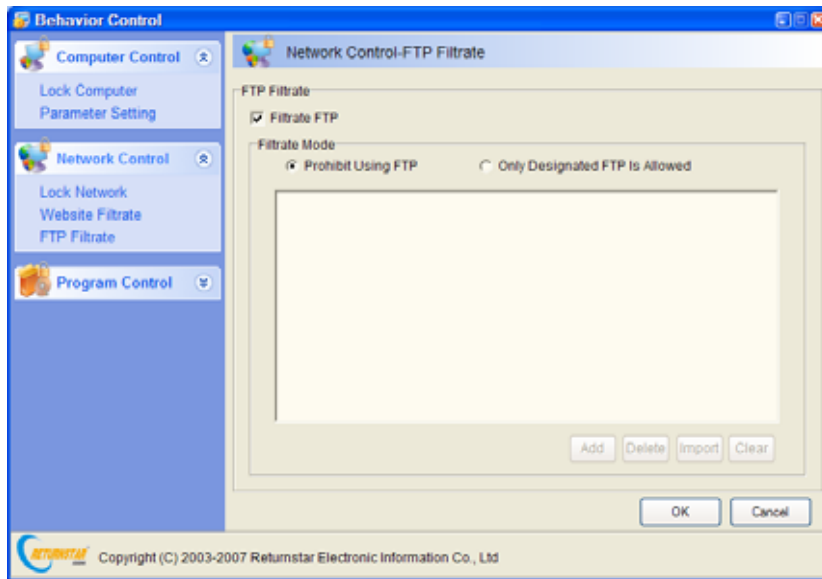 Behavior Control
Computer Control
Lock Computer
Parameter Setting
Network Control
Lock Network
Website Filtrate
FTP Filtrate
Program Control
Network Control-FTP Filtrate
FTP Filtrate
Filtrate FTP
Filtrate Mode
Prohibit Using FTP
Only Designated FTP Is Allowed
Add Delete Import Clear
OK Cancel
RETURNSTAR
Copyright (C) 2003-2007 Returnstar Electronic Information Co., Ltd